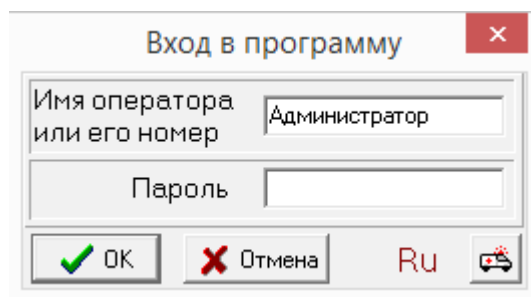 Вход в программу
Имя оператора
или его номер
Администратор
Пароль
OK
Отмена
Ru